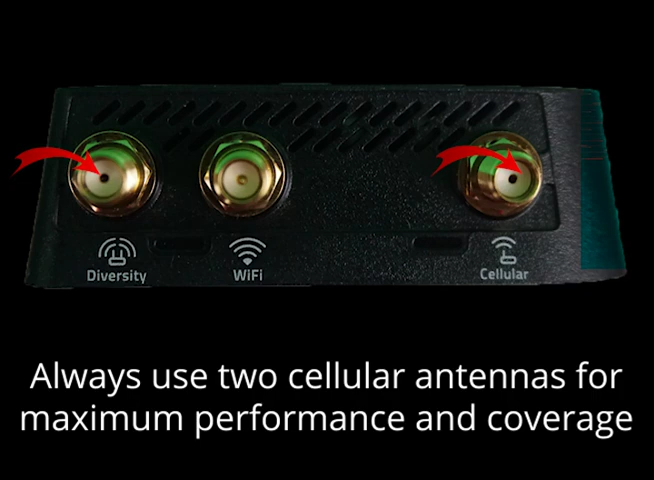 Diversity
WiFi
Cellular
Always use two cellular antennas for
maximum performance and coverage